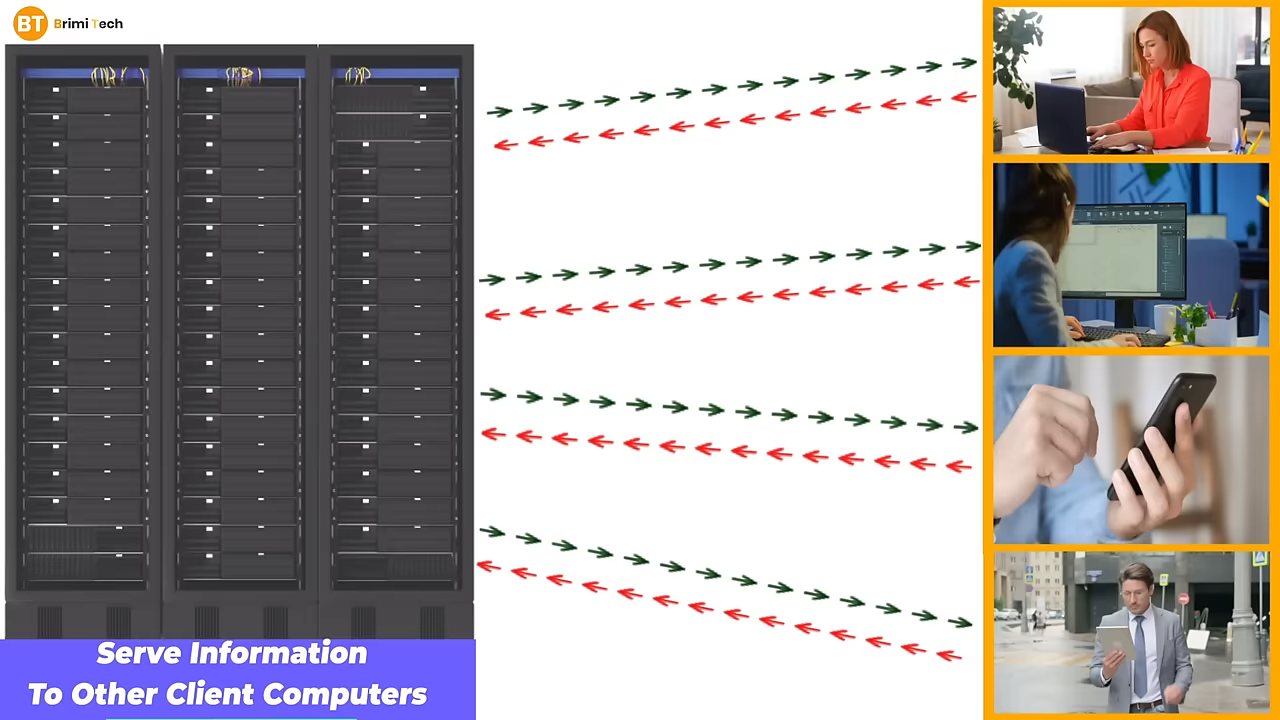 BT Brimi Tech
Serve Information
To Other Client Computers